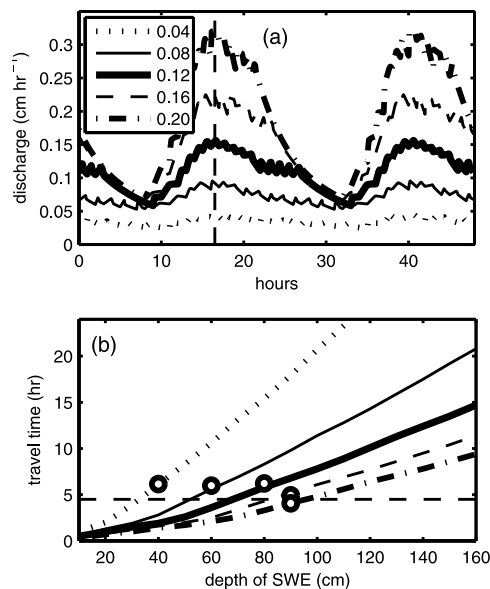 0.04
0.08
0.12
0.16
0.20
(a)
0.3
0.25
0.2
0.15
0.1
0.05
0
discharge (cm hr⁻¹)
0 10 20 30 40
hours
(b)
20
15
10
5
0
travel time (hr)
20 40 60 80 100 120 140 160
depth of SWE (cm)